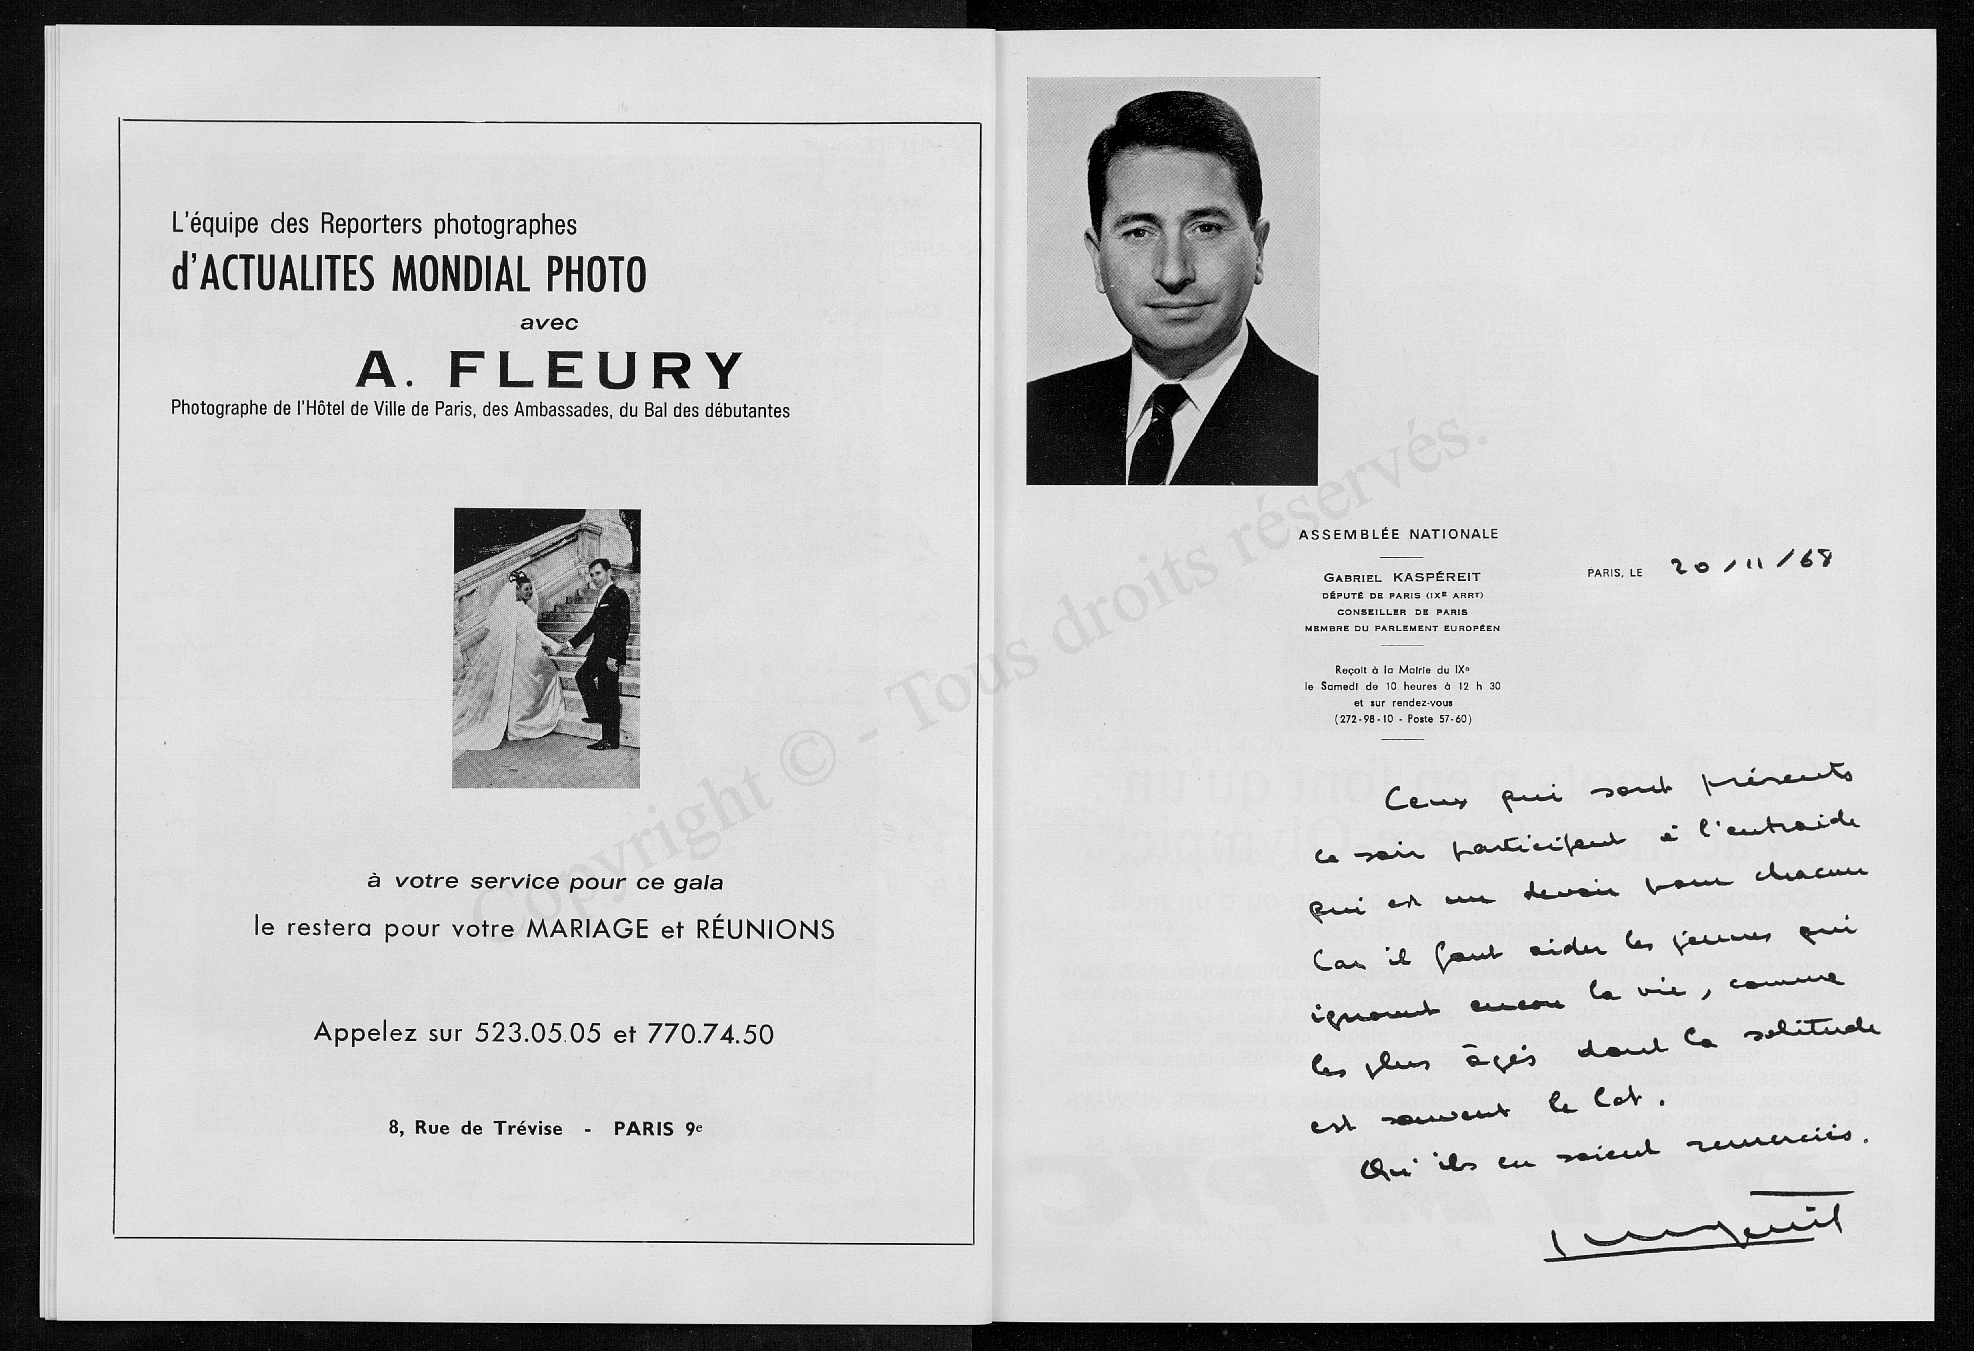 L'équipe des Reporters photographes
d'ACTUALITES MONDIAL PHOTO
avec
A. FLEURY
Photographe de l'Hôtel de Ville de Paris, des Ambassades, du Bal des débutantes
à votre service pour ce gala
le restera pour votre MARIAGE et RÉUNIONS
Appelez sur 523.05.05 et 770.74.50
8, Rue de Trévise - PARIS 9e
ASSEMBLÉE NATIONALE
GABRIEL KASPÉREIT
DÉPUTÉ DE PARIS (IXE ARRT)
CONSEILLER DE PARIS
MEMBRE DU PARLEMENT EUROPÉEN
Reçoit à la Mairie du IXe
le Samedi de 10 heures à 12 h 30
et sur rendez-vous
(272-98-10 - Poste 57-60)
PARIS, LE 20/11/68
Ceux qui sont présents
ce soir participent à l'entraide
qui est un devoir pour chacun
Car il faut aider les jeunes qui
ignorent encore la vie, comme
les plus âgés dont la solitude
est souvent le lot.
Qu'ils en soient remerciés.
Copyright © - Tous droits réservés.